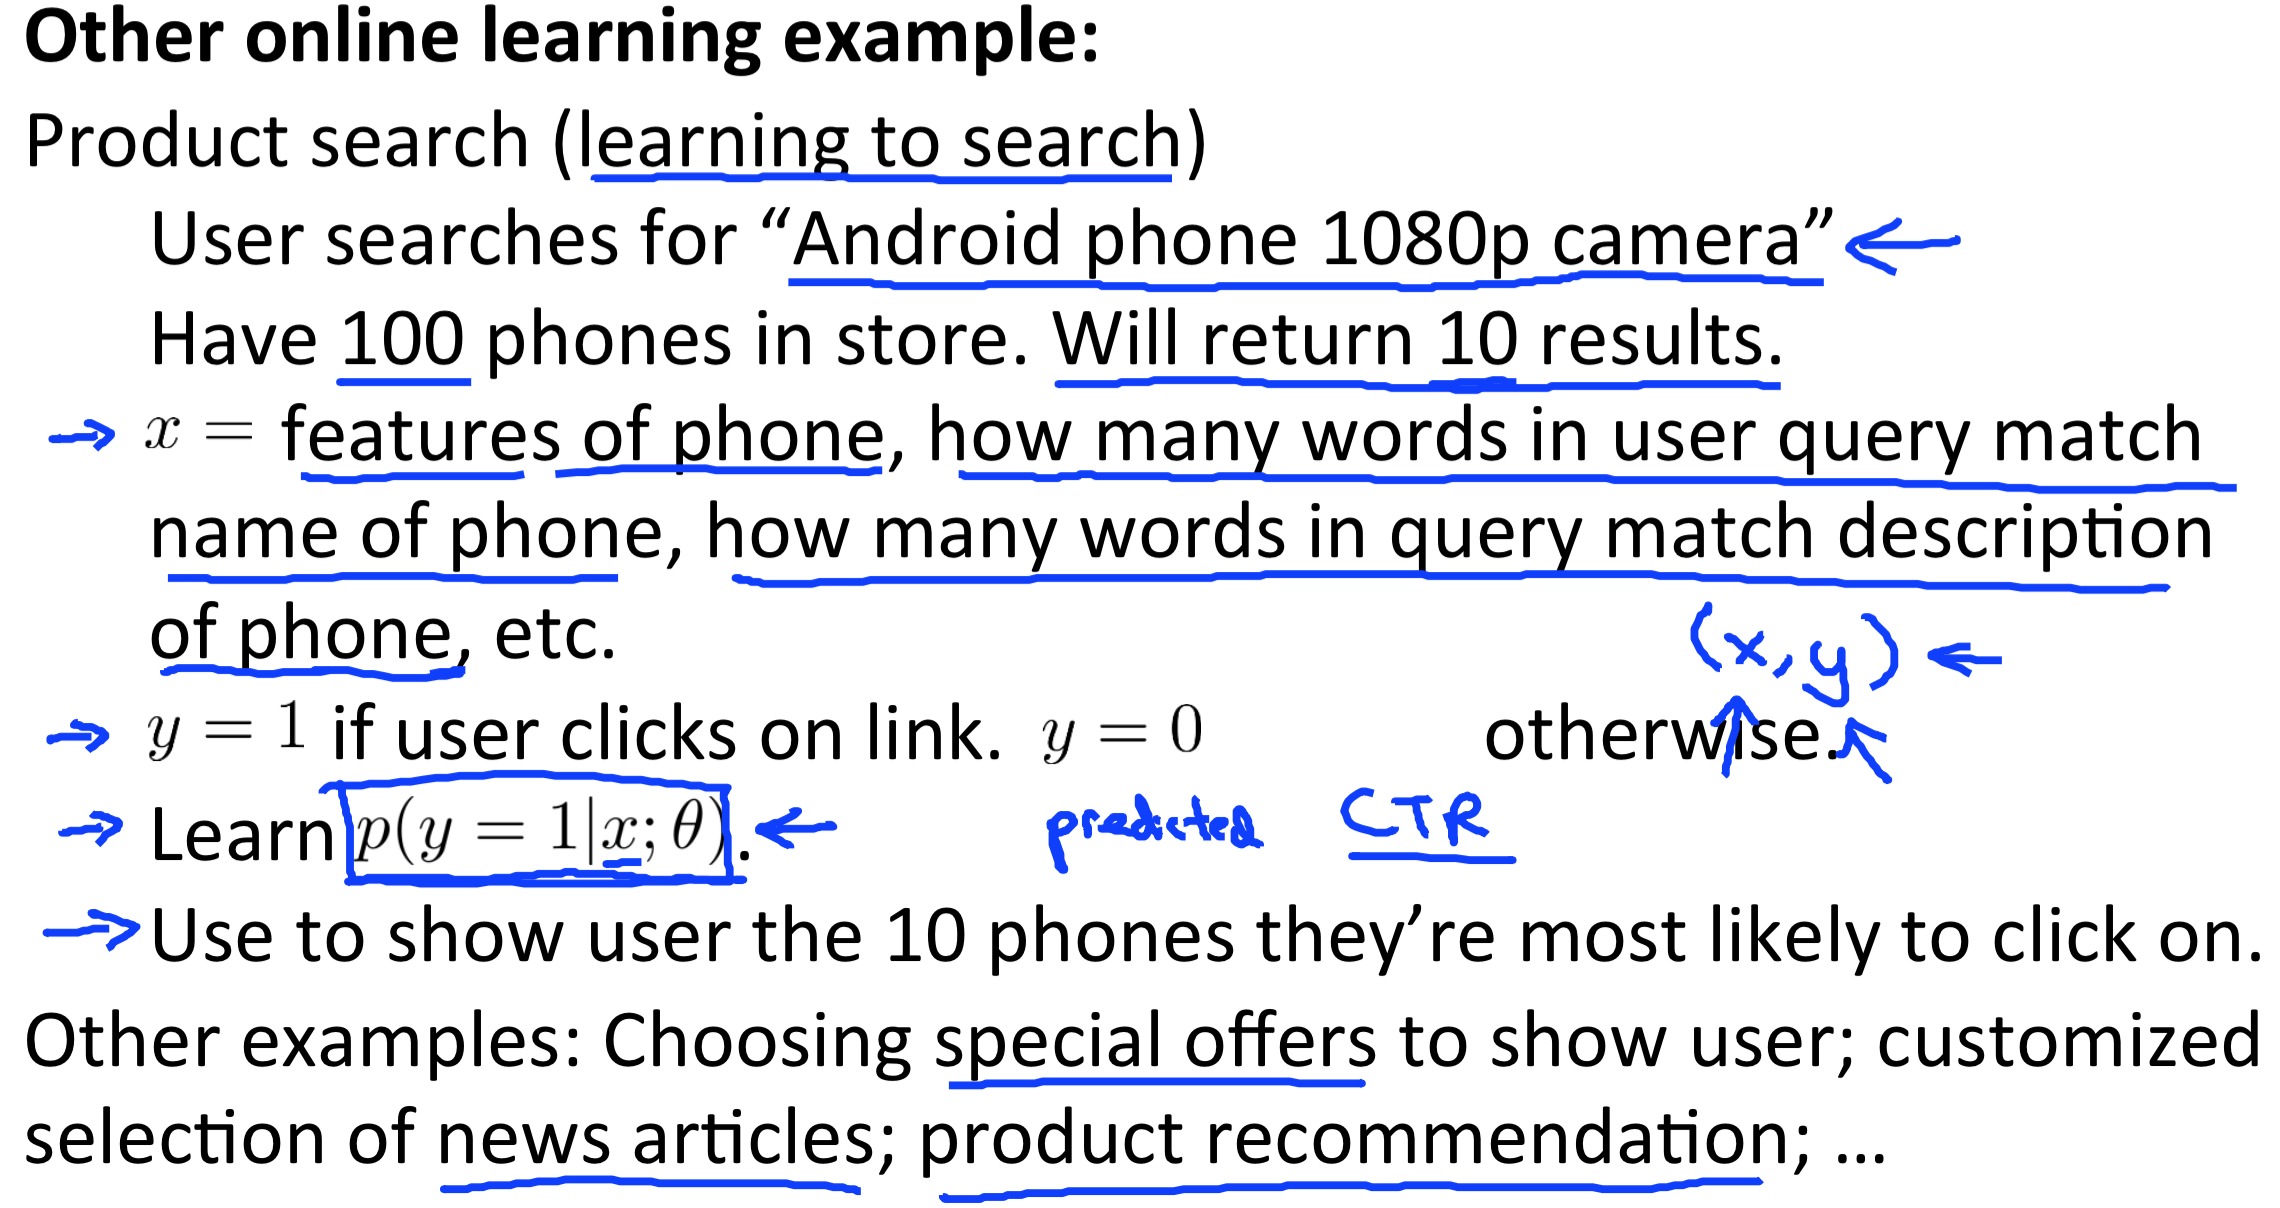 Other online learning example:
Product search (learning to search)
User searches for “Android phone 1080p camera”
Have 100 phones in store. Will return 10 results.
x = features of phone, how many words in user query match
name of phone, how many words in query match description
of phone, etc.
(x, y)
y = 1 if user clicks on link. y = 0 otherwise.
Learn p(y = 1|x; θ). predicted CTR
Use to show user the 10 phones they’re most likely to click on.
Other examples: Choosing special offers to show user; customized
selection of news articles; product recommendation; ...